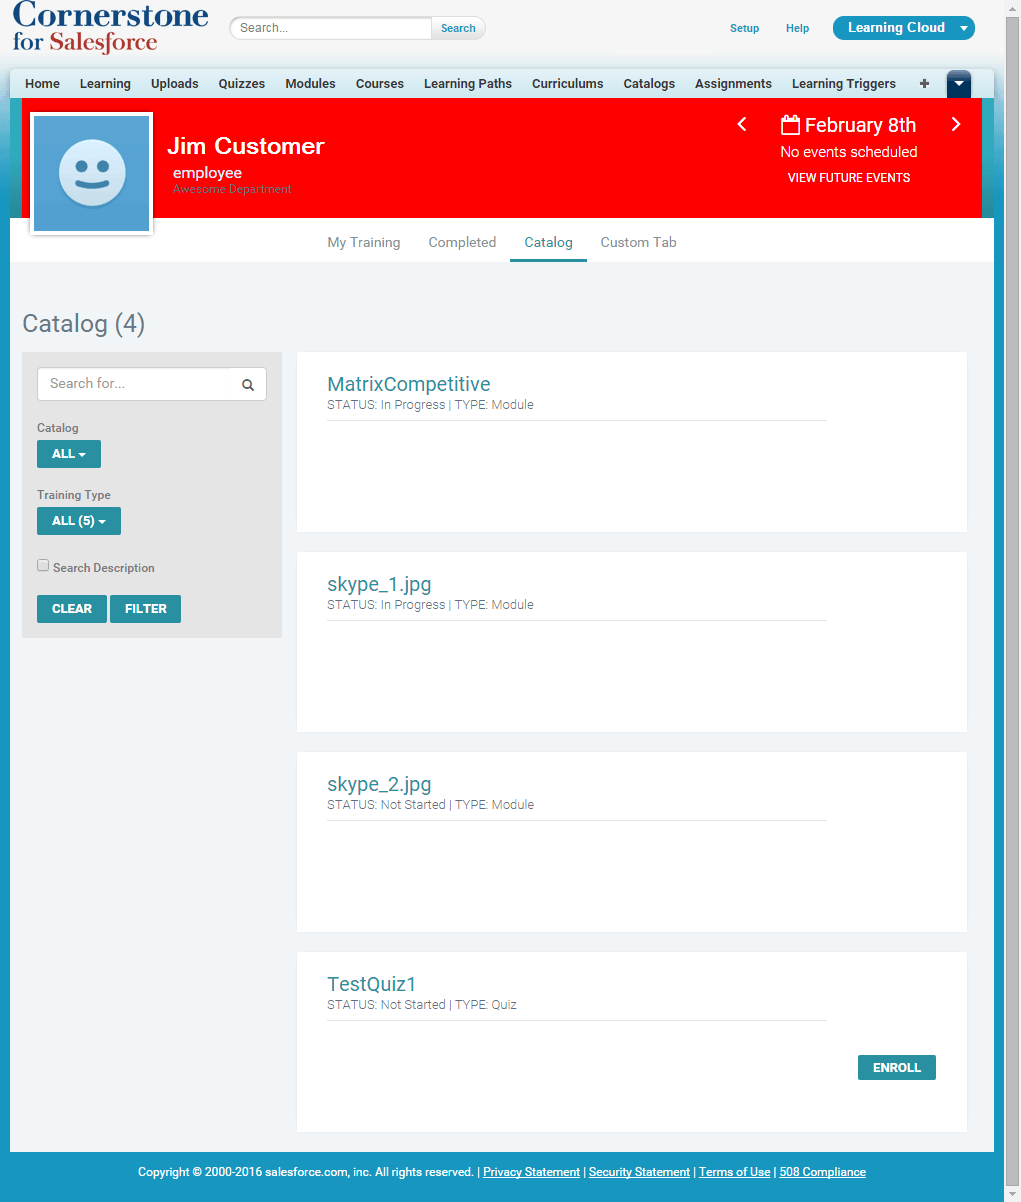 Cornerstone
for Salesforce
Search...
Search
Setup
Help
Learning Cloud
Home Learning Uploads Quizzes Modules Courses Learning Paths Curriculums Catalogs Assignments Learning Triggers +
Jim Customer
employee
Awesome Department
February 8th
No events scheduled
VIEW FUTURE EVENTS
My Training Completed Catalog Custom Tab
Catalog (4)
Search for...
Catalog
ALL
Training Type
ALL (5)
Search Description
CLEAR FILTER
MatrixCompetitive
STATUS: In Progress | TYPE: Module
skype_1.jpg
STATUS: In Progress | TYPE: Module
skype_2.jpg
STATUS: Not Started | TYPE: Module
TestQuiz1
STATUS: Not Started | TYPE: Quiz
ENROLL
Copyright © 2000-2016 salesforce.com, inc. All rights reserved. | Privacy Statement | Security Statement | Terms of Use | 508 Compliance